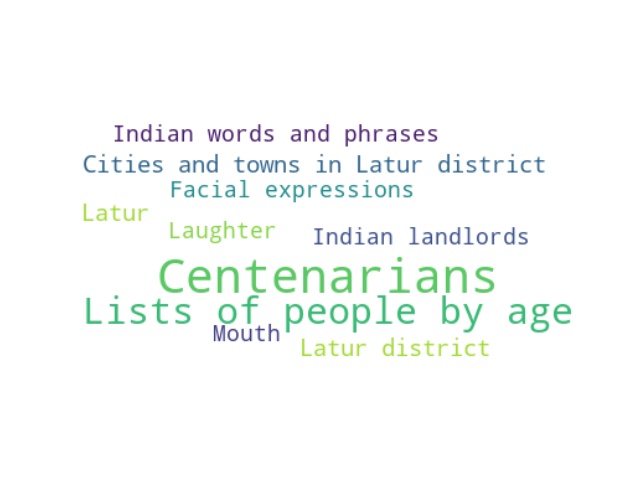 Indian words and phrases
Cities and towns in Latur district
Facial expressions
Latur
Laughter
Indian landlords
Centenarians
Lists of people by age
Mouth
Latur district